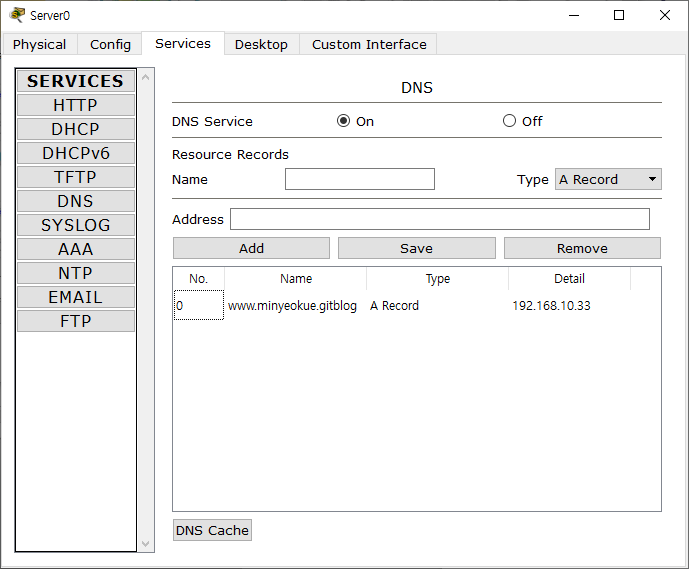 Server0
Physical Config Services Desktop Custom Interface
SERVICES
HTTP
DHCP
DHCPv6
TFTP
DNS
SYSLOG
AAA
NTP
EMAIL
FTP
DNS
DNS Service On Off
Resource Records
Name Type A Record
Address
Add Save Remove
No. Name Type Detail
0 www.minyeokue.gitblog A Record 192.168.10.33
DNS Cache